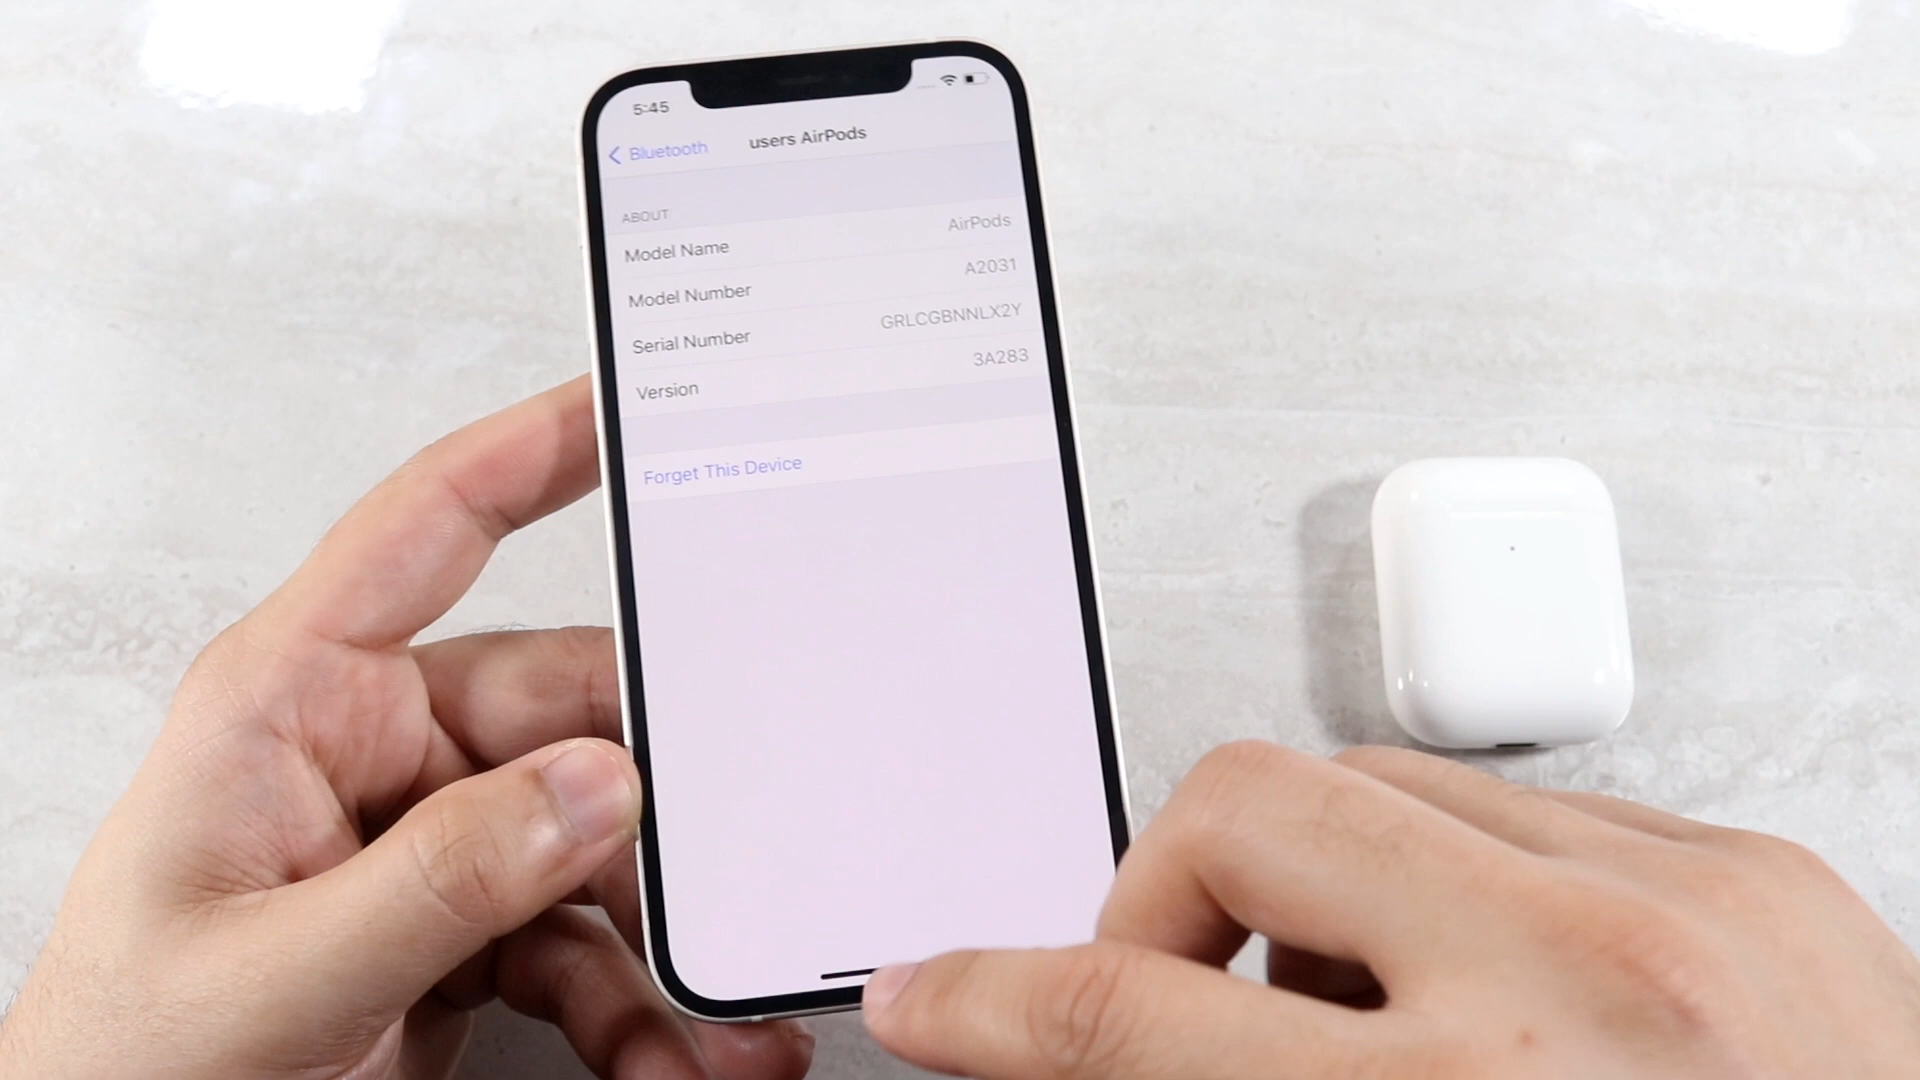 5:45
Bluetooth
users AirPods
ABOUT
Model Name AirPods
Model Number A2031
Serial Number GRLCGBNNLX2Y
Version 3A283
Forget This Device